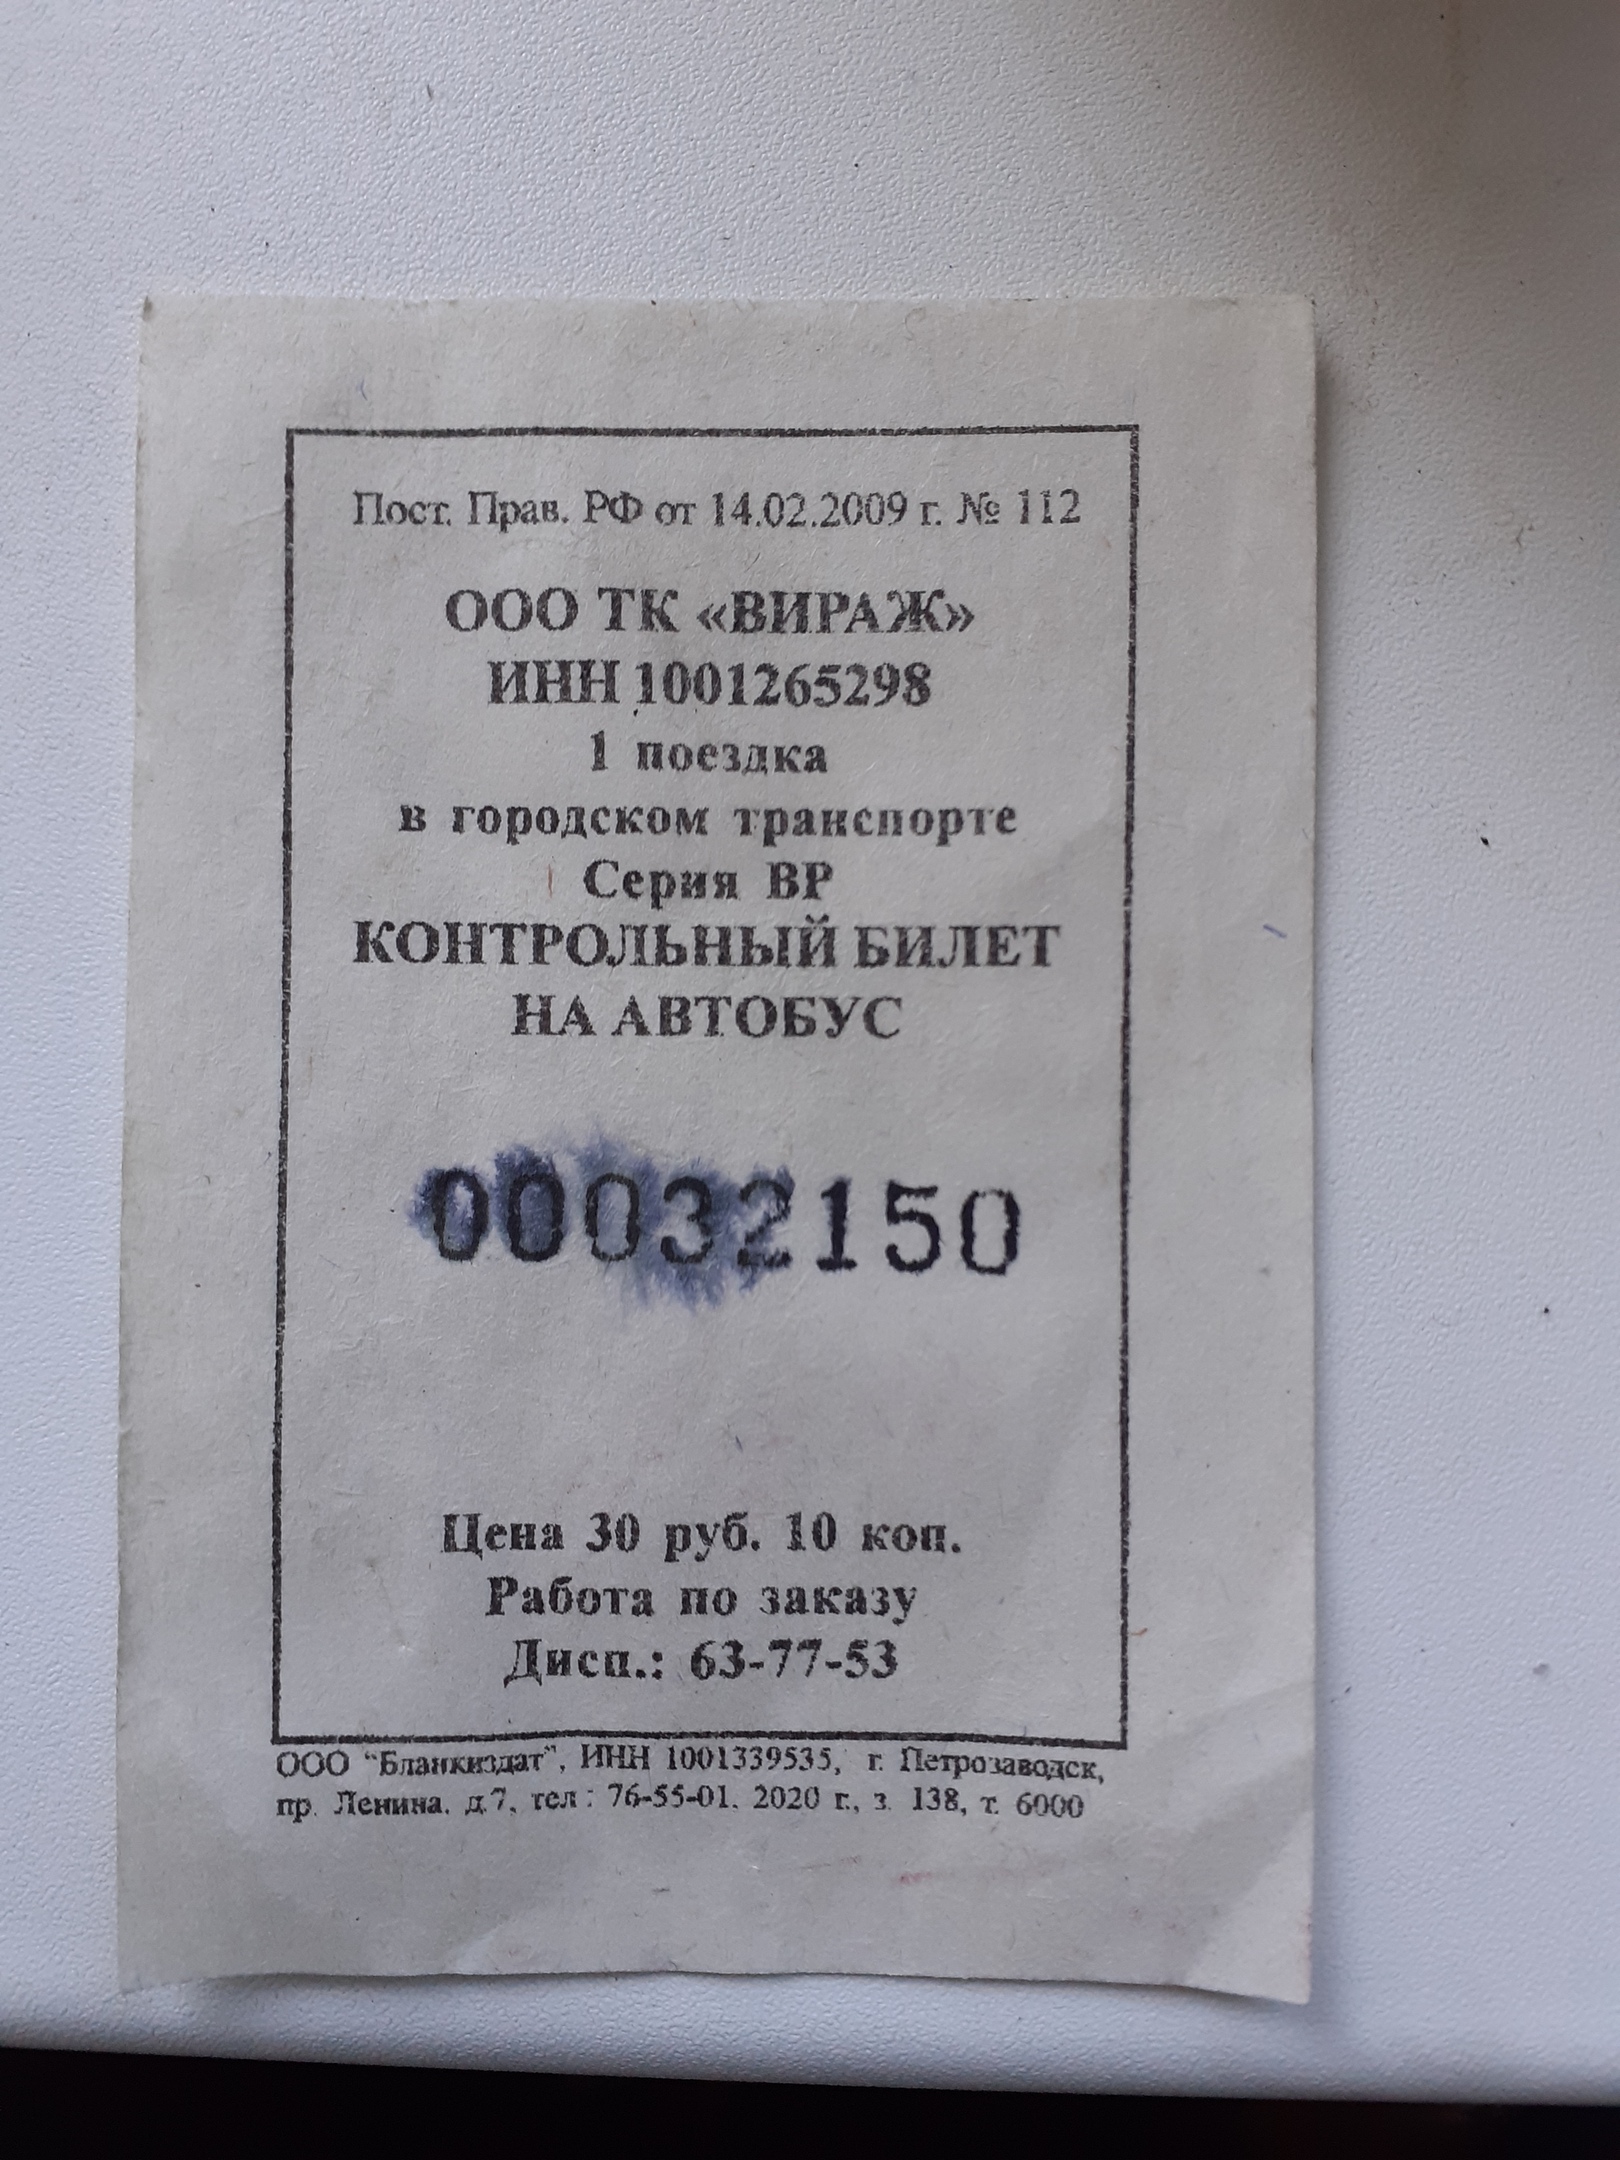 Пост. Прав. РФ от 14.02.2009 г. № 112
ООО ТК «ВИРАЖ»
ИНН 1001265298
1 поездка
в городском транспорте
Серия ВР
КОНТРОЛЬНЫЙ БИЛЕТ
НА АВТОБУС
00032150
Цена 30 руб. 10 коп.
Работа по заказу
Дисп.: 63-77-53
ООО “Бланкиздат”, ИНН 1001339535, г. Петрозаводск,
пр. Ленина, д.7, тел.: 76-55-01. 2020 г., з. 138, т. 6000